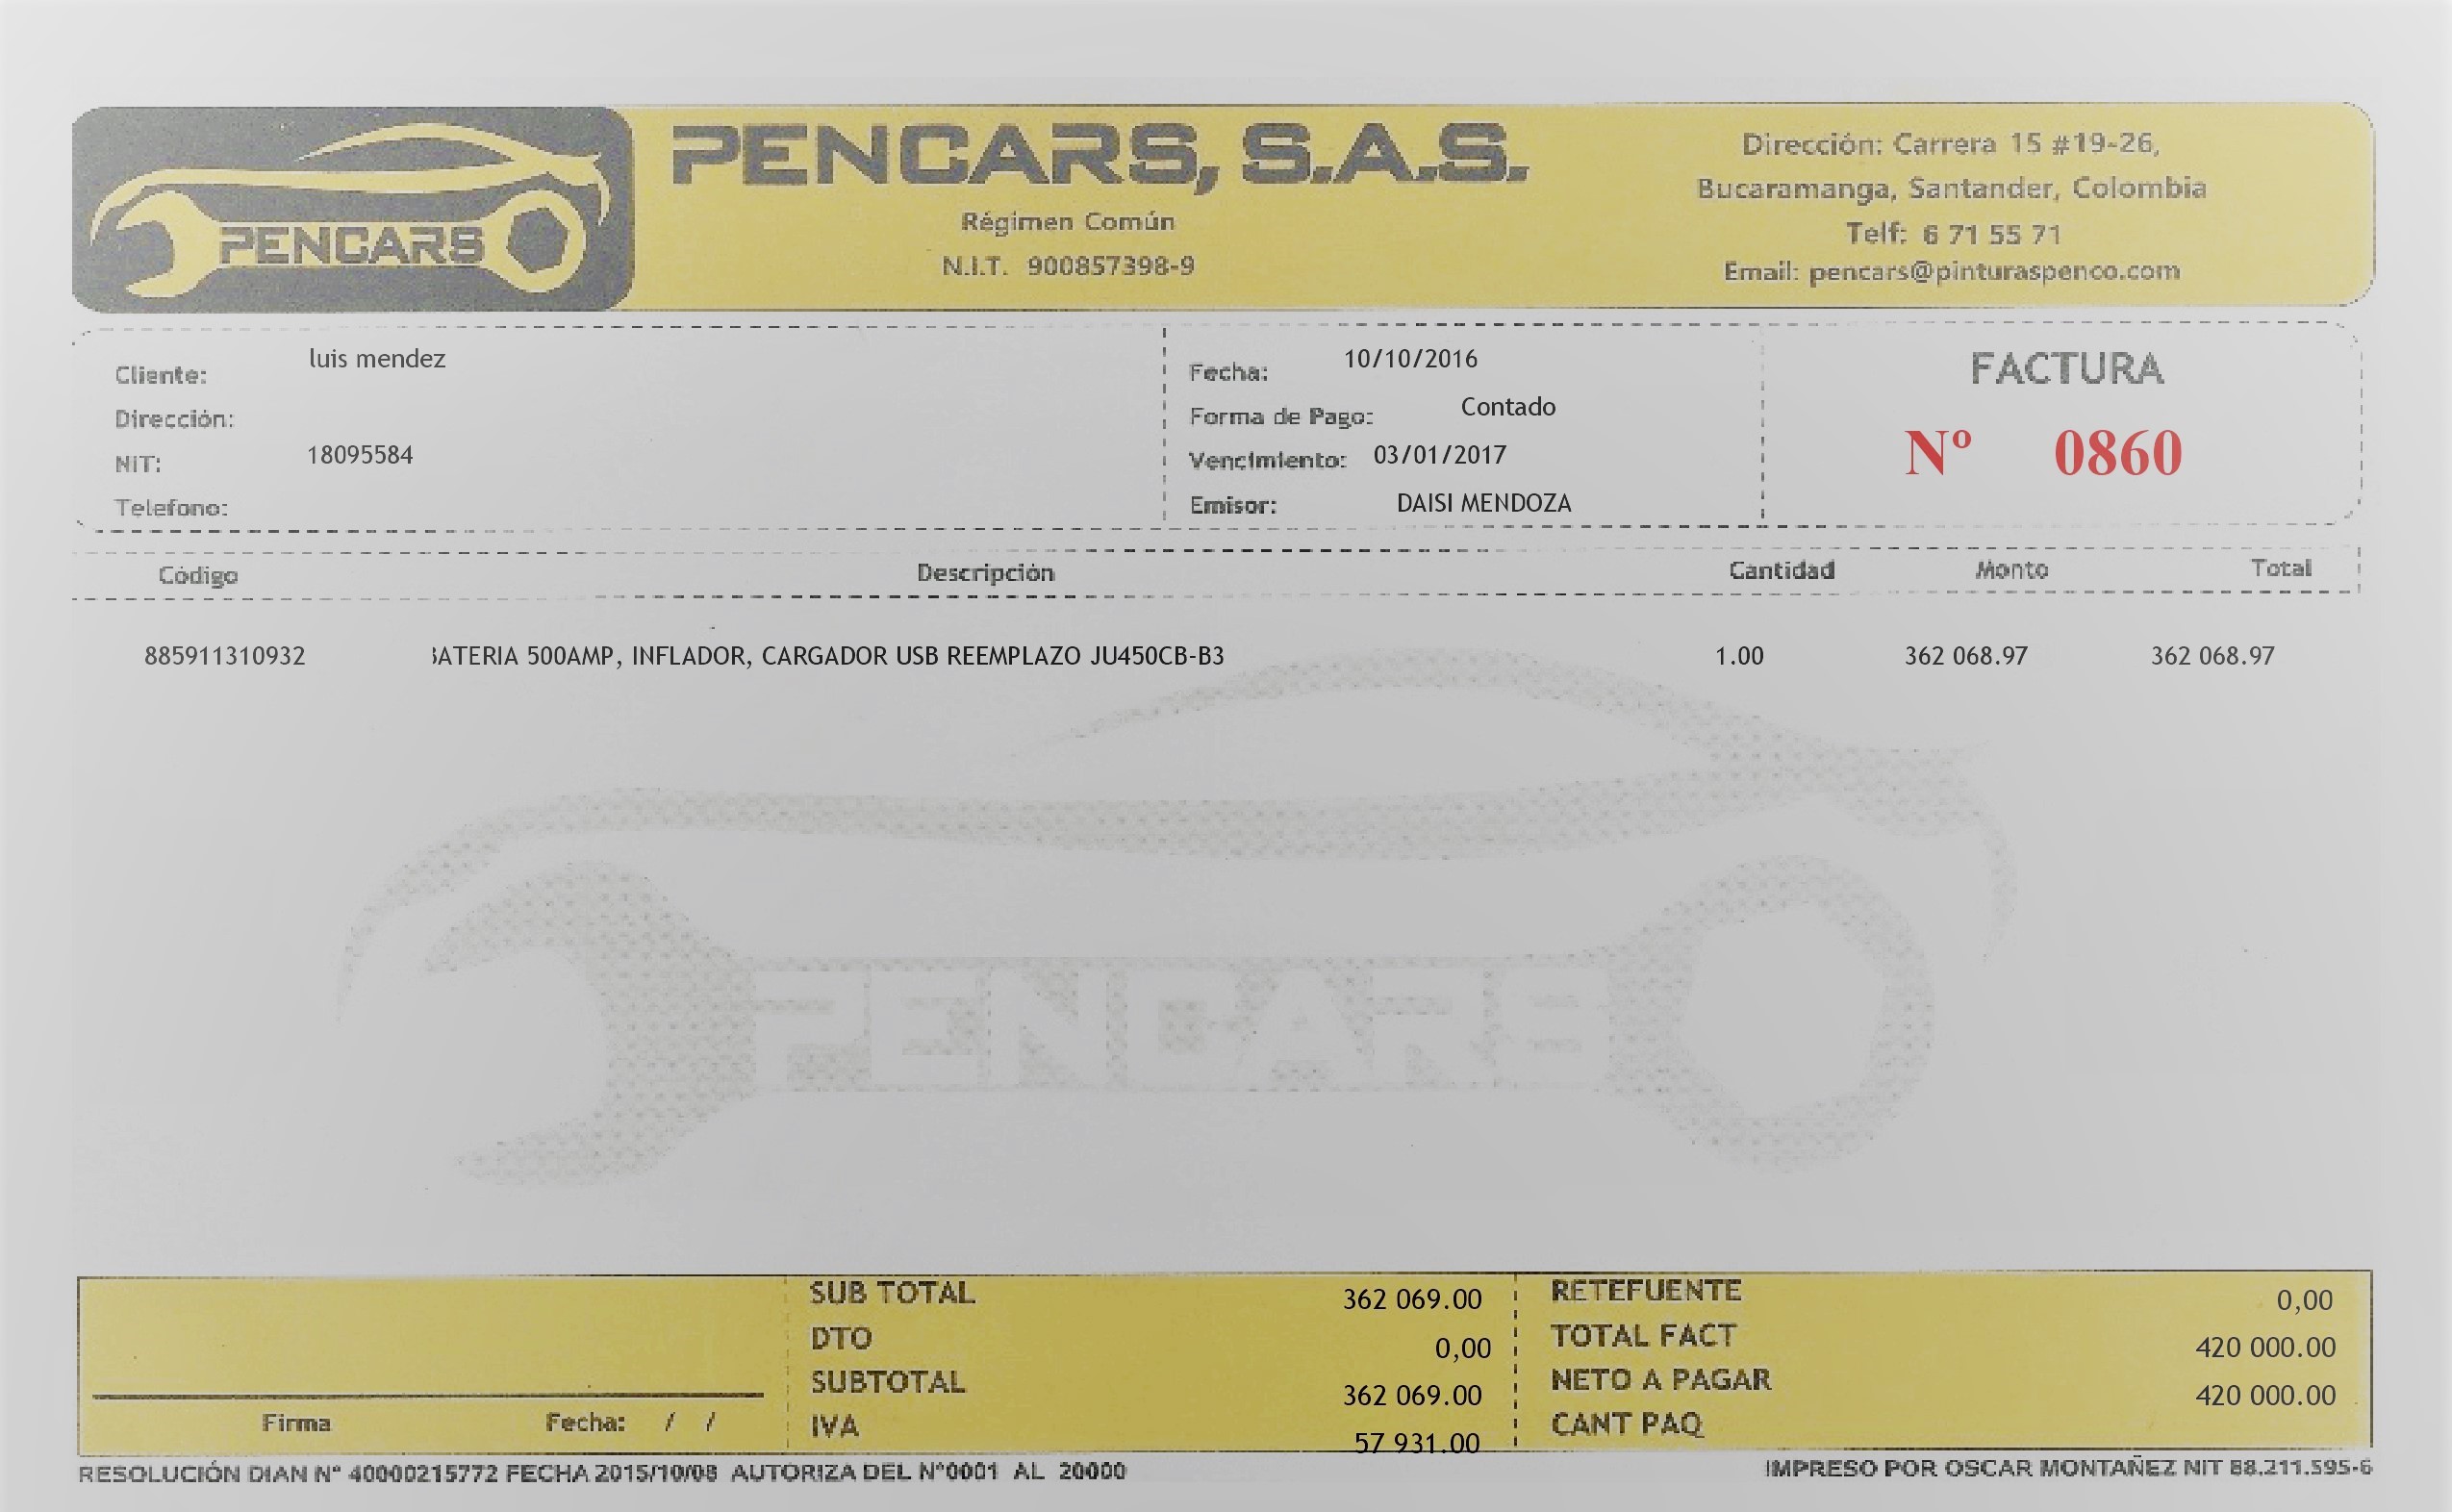 PENCARS
PENCARS, S.A.S.
Régimen Común
N.I.T. 900857398-9
Dirección: Carrera 15 #19-26,
Bucaramanga, Santander, Colombia
Telf: 6 71 55 71
Email: pencars@pinturaspenco.com
Cliente: luis mendez
Dirección:
NIT: 18095584
Telefono:
Fecha: 10/10/2016
Forma de Pago: Contado
Vencimiento: 03/01/2017
Emisor: DAISI MENDOZA
FACTURA
Nº 0860
Código Descripción Cantidad Monto Total
885911310932 BATERIA 500AMP, INFLADOR, CARGADOR USB REEMPLAZO JU450CB-B3 1.00 362 068.97 362 068.97
PENCARS
Firma Fecha: / /
SUB TOTAL 362 069.00
DTO 0,00
SUBTOTAL 362 069.00
IVA 57 931.00
RETEFUENTE 0,00
TOTAL FACT 420 000.00
NETO A PAGAR 420 000.00
CANT PAQ
RESOLUCIÓN DIAN Nº 40000215772 FECHA 2015/10/08 AUTORIZA DEL Nº0001 AL 20000
IMPRESO POR OSCAR MONTAÑEZ NIT 88.211.595-6